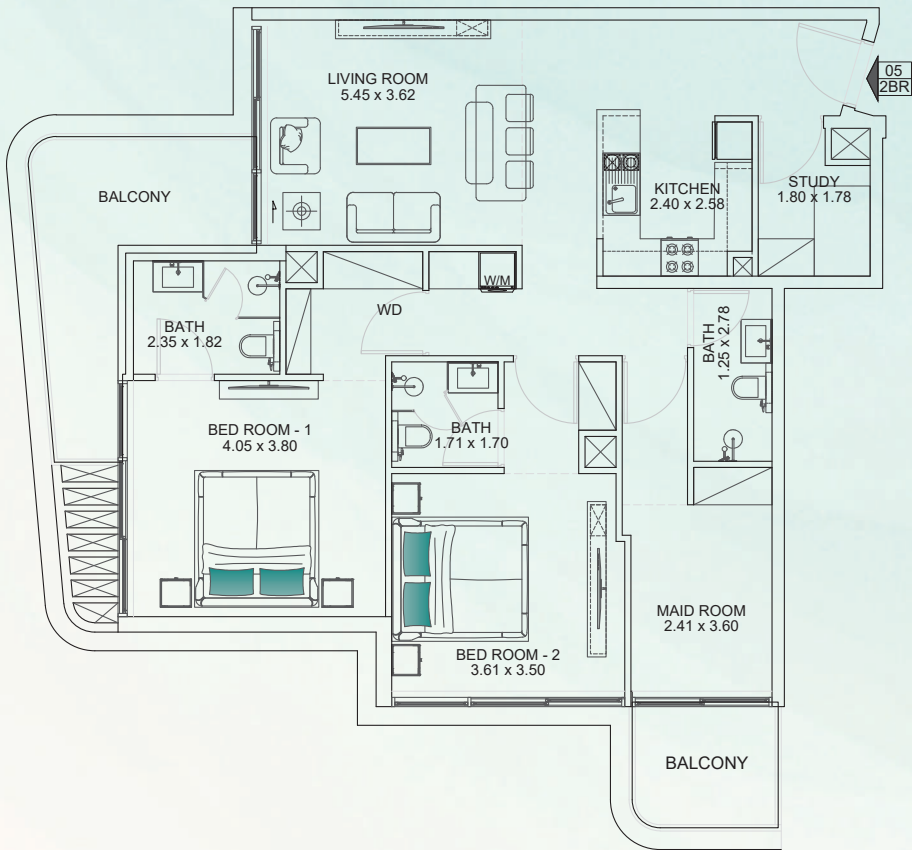 LIVING ROOM
5.45 x 3.62
05
2BR
KITCHEN
2.40 x 2.58
STUDY
1.80 x 1.78
BALCONY
W/M
WD
BATH
2.35 x 1.82
BATH
1.25 x 2.78
BED ROOM - 1
4.05 x 3.80
BATH
1.71 x 1.70
MAID ROOM
2.41 x 3.60
BED ROOM - 2
3.61 x 3.50
BALCONY